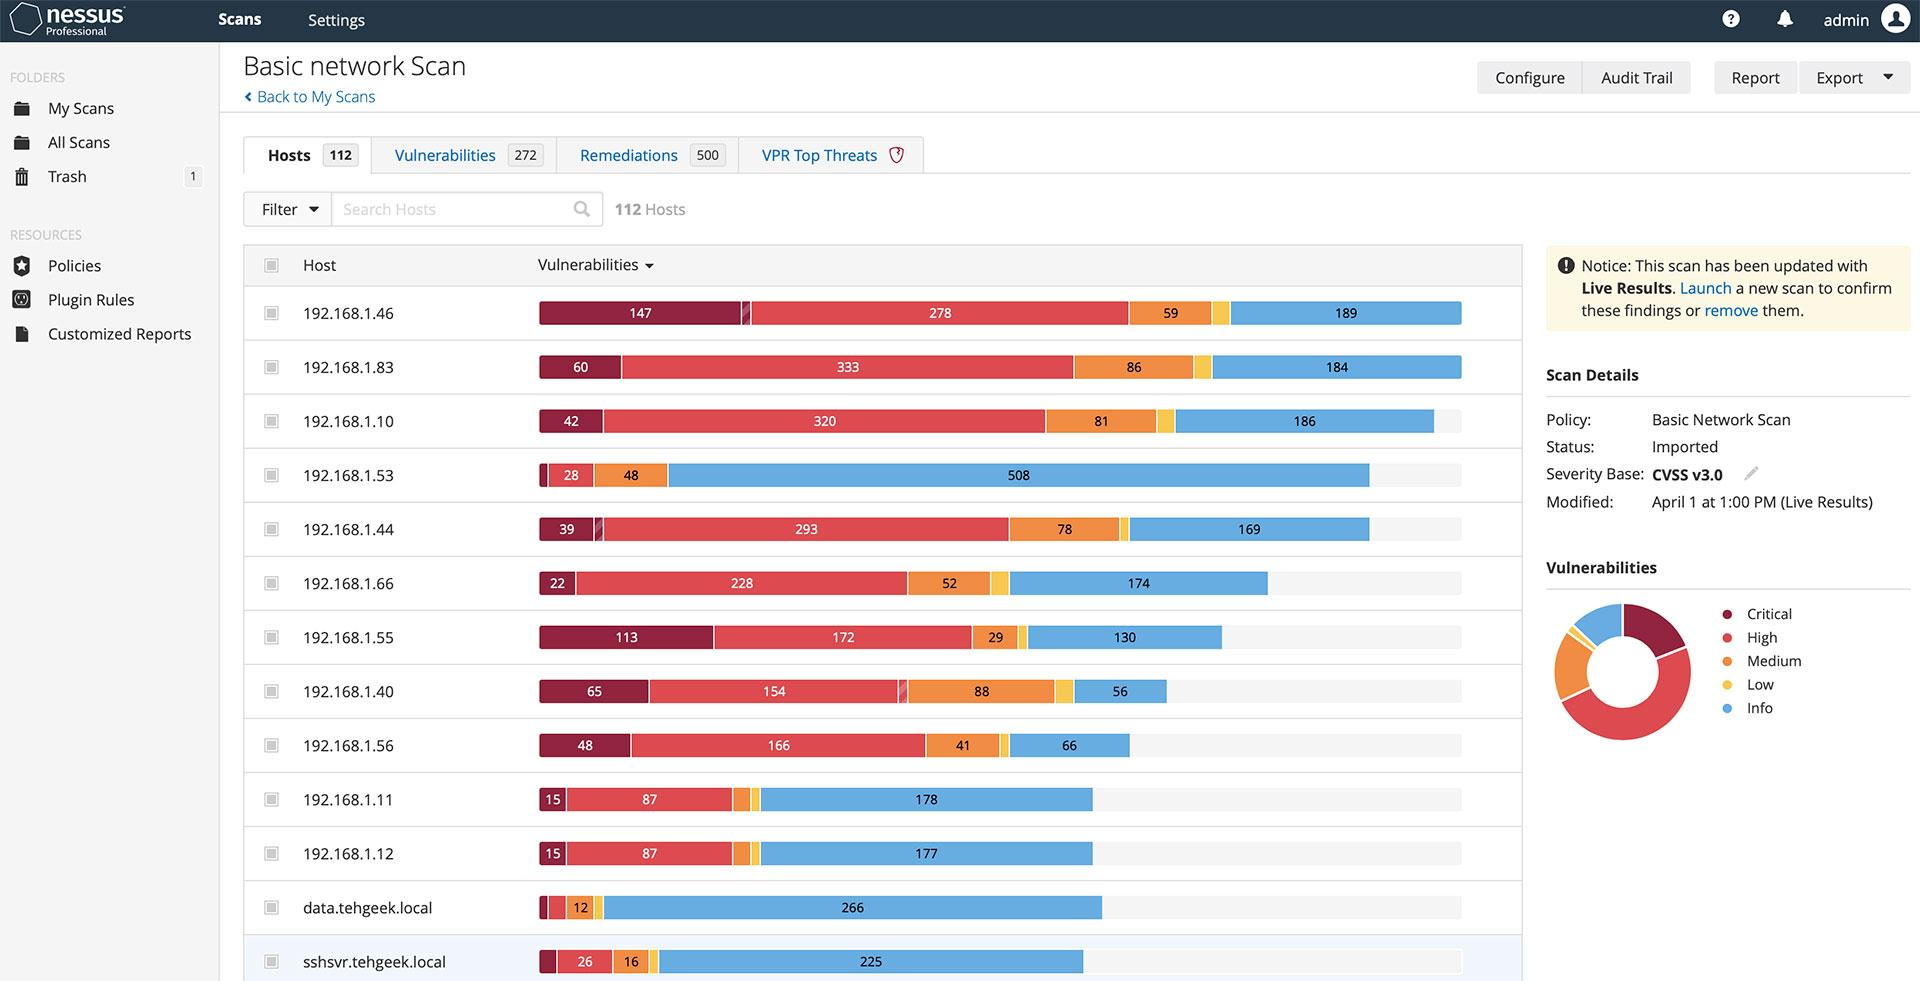 nessus
Professional
Scans
Settings
?
admin
FOLDERS
My Scans
All Scans
Trash
1
RESOURCES
Policies
Plugin Rules
Customized Reports
Basic network Scan
Back to My Scans
Configure
Audit Trail
Report
Export
Hosts 112
Vulnerabilities 272
Remediations 500
VPR Top Threats
Filter
Search Hosts
112 Hosts
Host Vulnerabilities
192.168.1.46 147 278 59 189
192.168.1.83 60 333 86 184
192.168.1.10 42 320 81 186
192.168.1.53 28 48 508
192.168.1.44 39 293 78 169
192.168.1.66 22 228 52 174
192.168.1.55 113 172 29 130
192.168.1.40 65 154 88 56
192.168.1.56 48 166 41 66
192.168.1.11 15 87 178
192.168.1.12 15 87 177
data.tehgeek.local 12 266
sshsvr.tehgeek.local 26 16 225
Notice: This scan has been updated with
Live Results. Launch a new scan to confirm
these findings or remove them.
Scan Details
Policy: Basic Network Scan
Status: Imported
Severity Base: CVSS v3.0
Modified: April 1 at 1:00 PM (Live Results)
Vulnerabilities
Critical
High
Medium
Low
Info